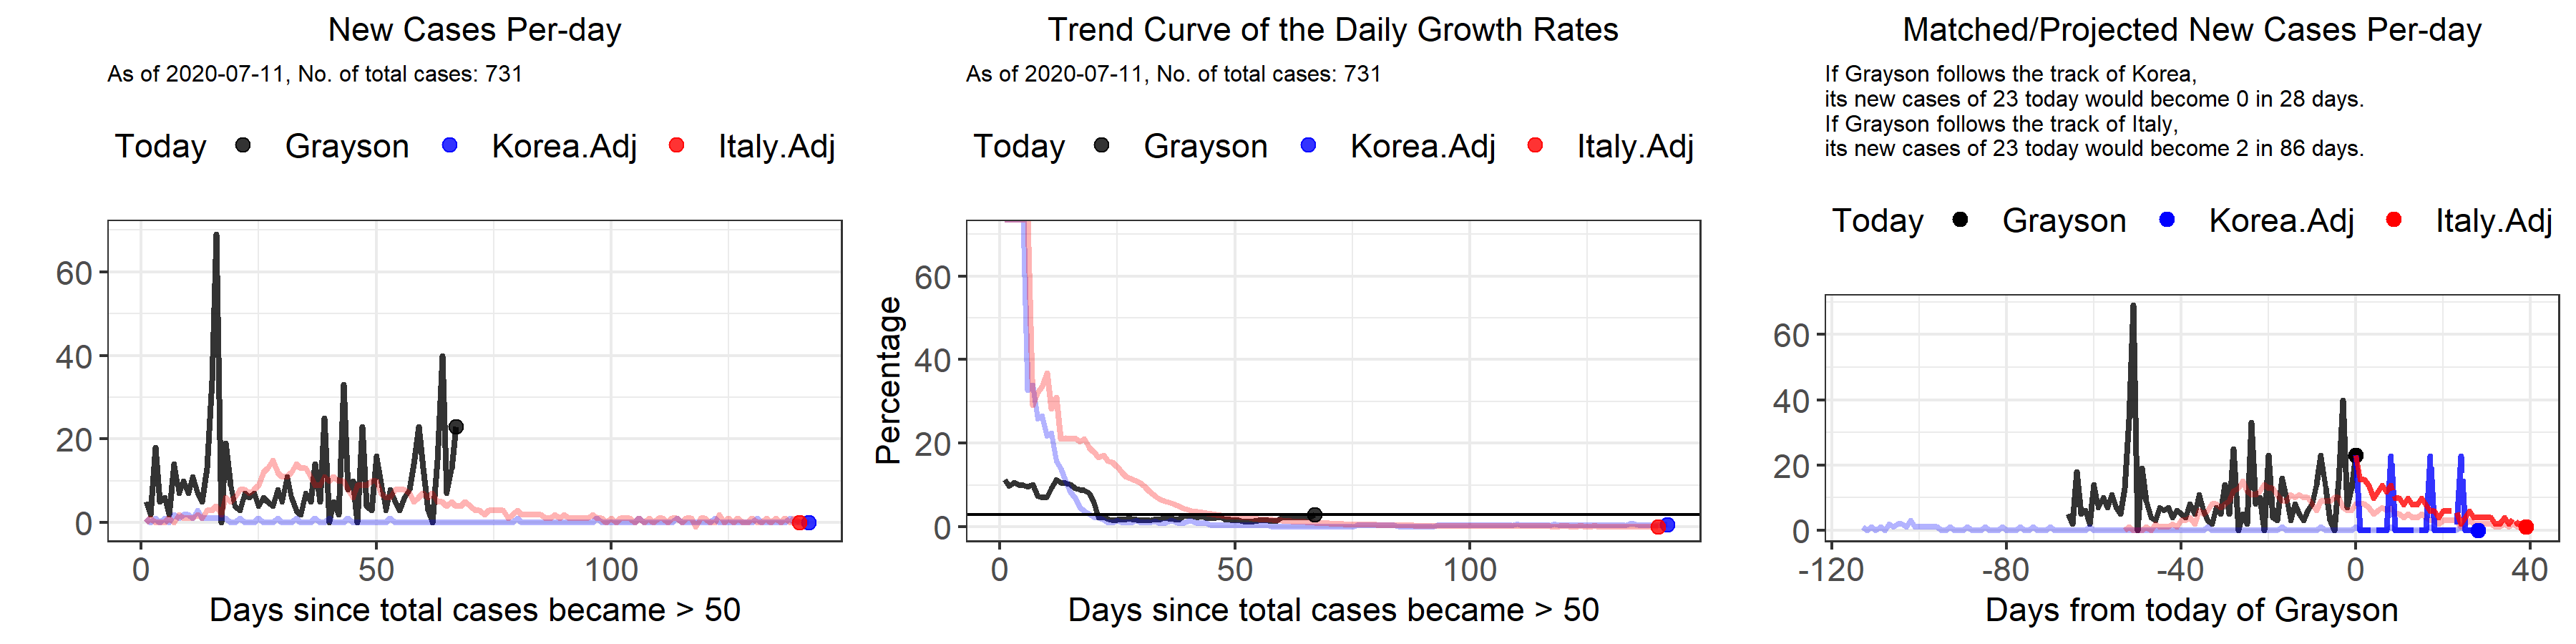 New Cases Per-day
As of 2020-07-11, No. of total cases: 731
Today Grayson Korea.Adj Italy.Adj
60
40
20
0
0 50 100
Days since total cases became > 50
Trend Curve of the Daily Growth Rates
As of 2020-07-11, No. of total cases: 731
Today Grayson Korea.Adj Italy.Adj
Percentage
60
40
20
0
0 50 100
Days since total cases became > 50
Matched/Projected New Cases Per-day
If Grayson follows the track of Korea,
its new cases of 23 today would become 0 in 28 days.
If Grayson follows the track of Italy,
its new cases of 23 today would become 2 in 86 days.
Today Grayson Korea.Adj Italy.Adj
60
40
20
0
-120 -80 -40 0 40
Days from today of Grayson